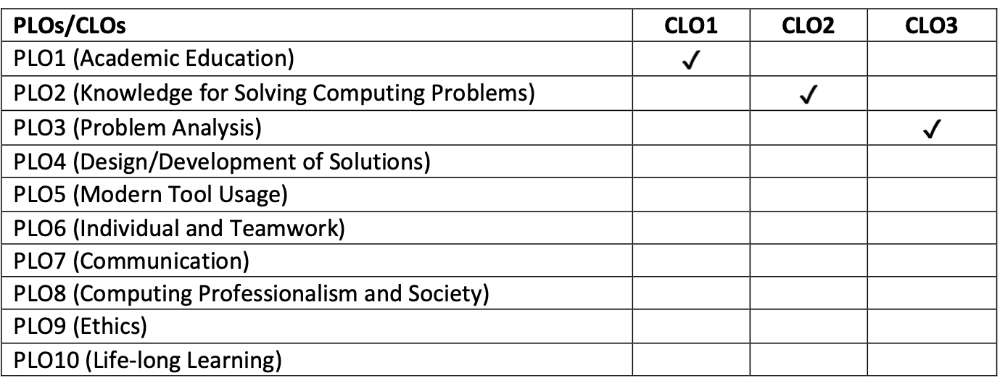 PLOs/CLOs CLO1 CLO2 CLO3
PLO1 (Academic Education) ✓
PLO2 (Knowledge for Solving Computing Problems) ✓
PLO3 (Problem Analysis) ✓
PLO4 (Design/Development of Solutions)
PLO5 (Modern Tool Usage)
PLO6 (Individual and Teamwork)
PLO7 (Communication)
PLO8 (Computing Professionalism and Society)
PLO9 (Ethics)
PLO10 (Life-long Learning)